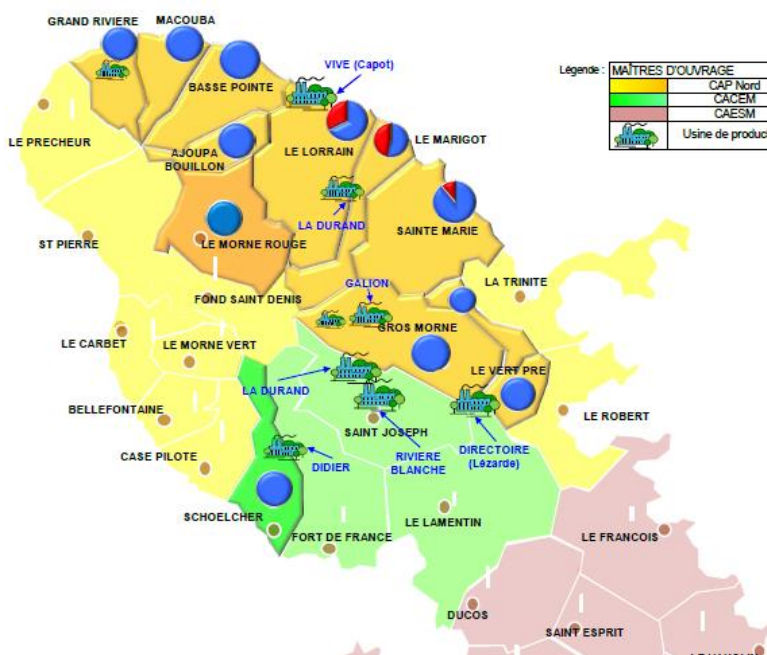 GRAND RIVIERE
MACOUBA
BASSE POINTE
VIVE (Capot)
Légende :
MAÎTRES D'OUVRAGE
CAP Nord
CACEM
CAESM
Usine de product
LE PRECHEUR
AJOUPA
BOUILLON
LE LORRAIN
LE MARIGOT
LA DURAND
SAINTE MARIE
ST PIERRE
LE MORNE ROUGE
LA TRINITE
GALION
FOND SAINT DENIS
GROS MORNE
LE CARBET
LE MORNE VERT
LE VERT PRE
LA DURAND
BELLEFONTAINE
LE ROBERT
SAINT JOSEPH
CASE PILOTE
DIDIER
RIVIERE
BLANCHE
DIRECTOIRE
(Lézarde)
SCHOELCHER
LE LAMENTIN
FORT DE FRANCE
LE FRANCOIS
DUCOS
SAINT ESPRIT